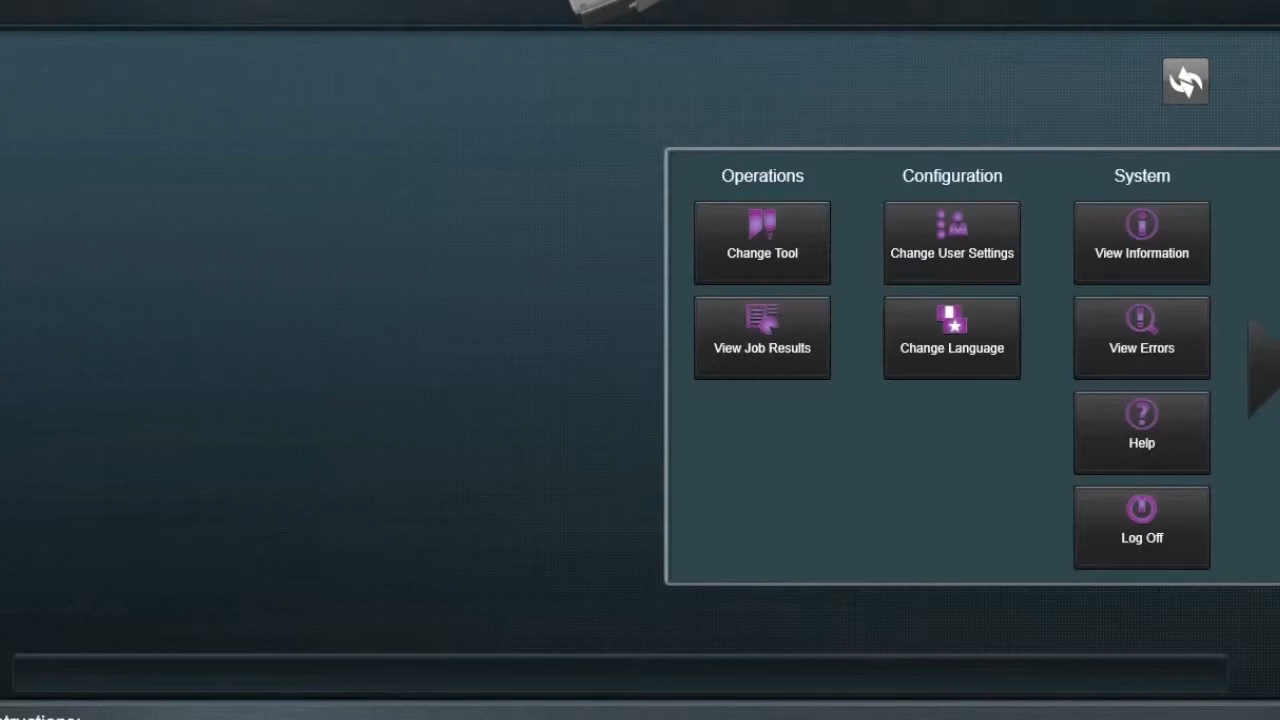 Operations Configuration System
Change Tool Change User Settings View Information
View Job Results Change Language View Errors
Help
Log Off